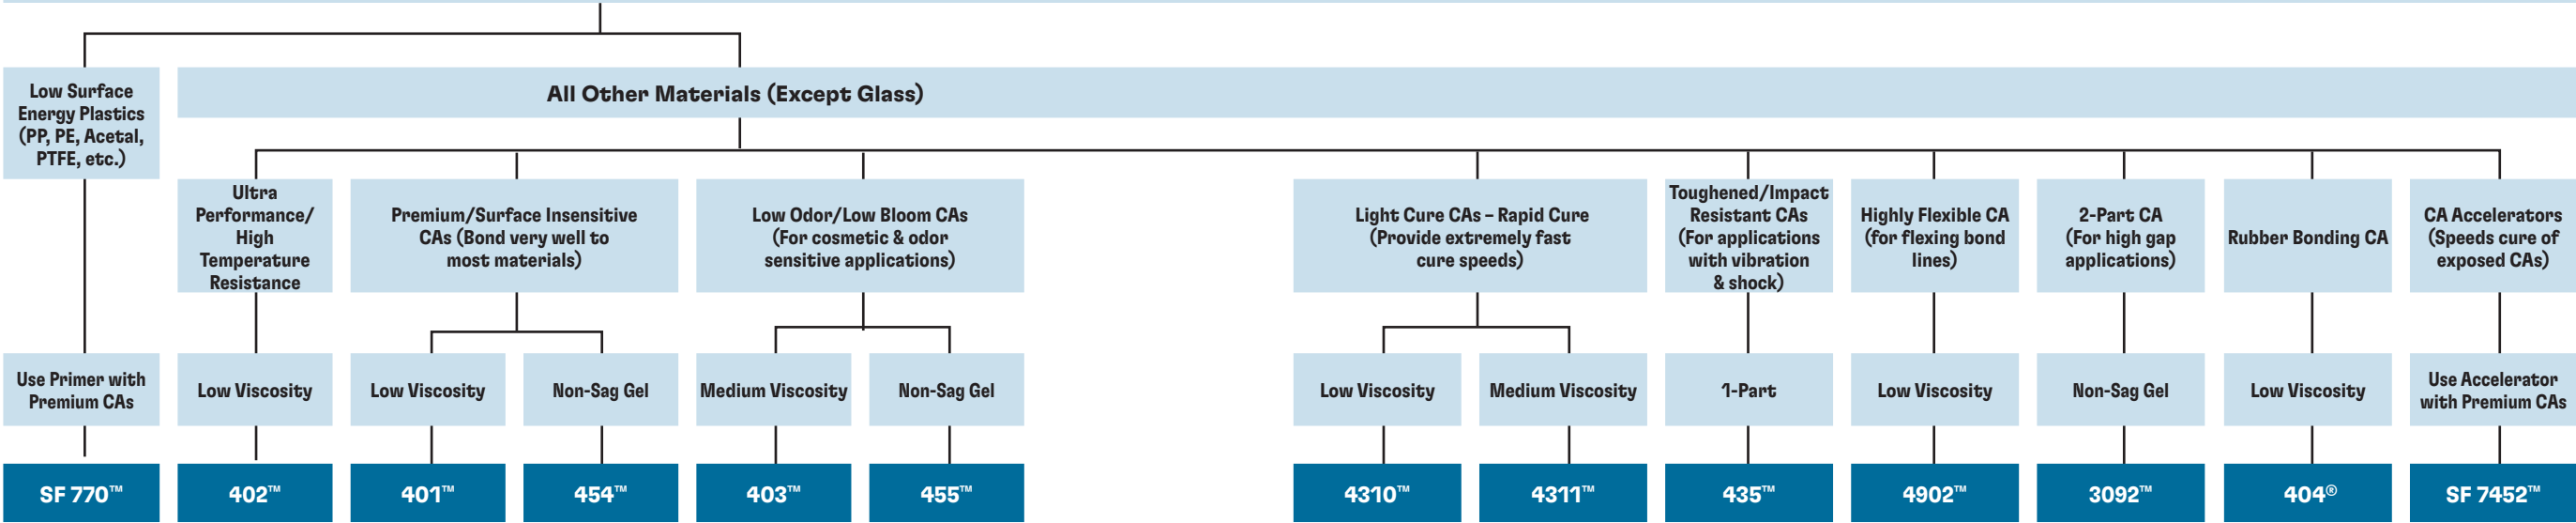 Low Surface
Energy Plastics
(PP, PE, Acetal,
PTFE, etc.)
All Other Materials (Except Glass)
Ultra
Performance/
High
Temperature
Resistance
Premium/Surface Insensitive
CAs (Bond very well to
most materials)
Low Odor/Low Bloom CAs
(For cosmetic & odor
sensitive applications)
Light Cure CAs – Rapid Cure
(Provide extremely fast
cure speeds)
Toughened/Impact
Resistant CAs
(For applications
with vibration
& shock)
Highly Flexible CA
(for flexing bond
lines)
2-Part CA
(For high gap
applications)
Rubber Bonding CA
CA Accelerators
(Speeds cure of
exposed CAs)
Use Primer with
Premium CAs
Low Viscosity
Low Viscosity
Non-Sag Gel
Medium Viscosity
Non-Sag Gel
Low Viscosity
Medium Viscosity
1-Part
Low Viscosity
Non-Sag Gel
Low Viscosity
Use Accelerator
with Premium CAs
SF 770™
402™
401™
454™
403™
455™
4310™
4311™
435™
4902™
3092™
404®
SF 7452™